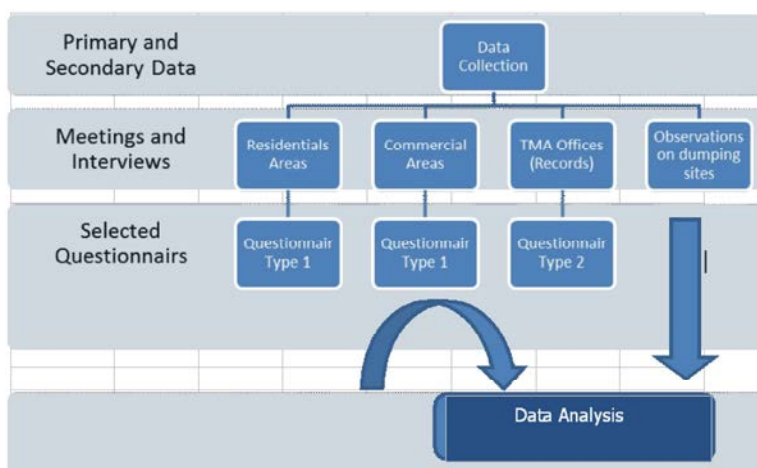 Primary and
Secondary Data
Data
Collection
Meetings and
Interviews
Residentials
Areas
Commercial
Areas
TMA Offices
(Records)
Observations
on dumping
sites
Selected
Questionnairs
Questionnair
Type 1
Questionnair
Type 1
Questionnair
Type 2
Data Analysis